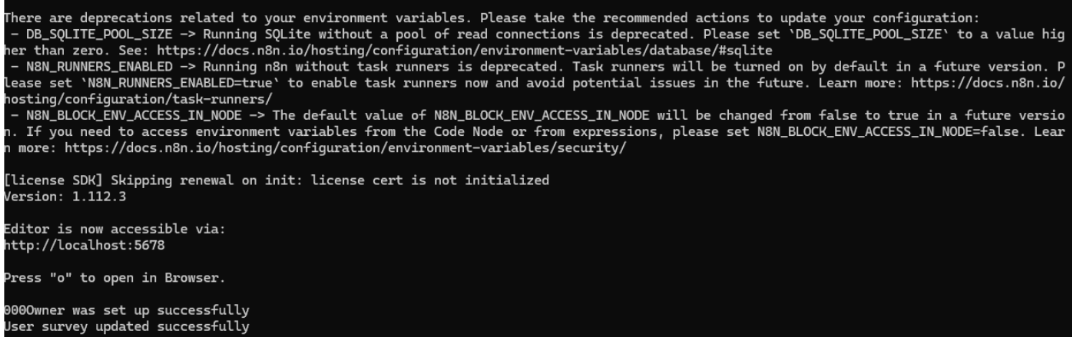 There are deprecations related to your environment variables. Please take the recommended actions to update your configuration:
 - DB_SQLITE_POOL_SIZE -> Running SQLite without a pool of read connections is deprecated. Please set `DB_SQLITE_POOL_SIZE` to a value hig
her than zero. See: https://docs.n8n.io/hosting/configuration/environment-variables/database/#sqlite
 - N8N_RUNNERS_ENABLED -> Running n8n without task runners is deprecated. Task runners will be turned on by default in a future version. P
lease set `N8N_RUNNERS_ENABLED=true` to enable task runners now and avoid potential issues in the future. Learn more: https://docs.n8n.io/
hosting/configuration/task-runners/
 - N8N_BLOCK_ENV_ACCESS_IN_NODE -> The default value of N8N_BLOCK_ENV_ACCESS_IN_NODE will be changed from false to true in a future versio
n. If you need to access environment variables from the Code Node or from expressions, please set N8N_BLOCK_ENV_ACCESS_IN_NODE=false. Lear
n more: https://docs.n8n.io/hosting/configuration/environment-variables/security/
[license SDK] Skipping renewal on init: license cert is not initialized
Version: 1.112.3
Editor is now accessible via:
http://localhost:5678
Press "o" to open in Browser.
000Owner was set up successfully
User survey updated successfully